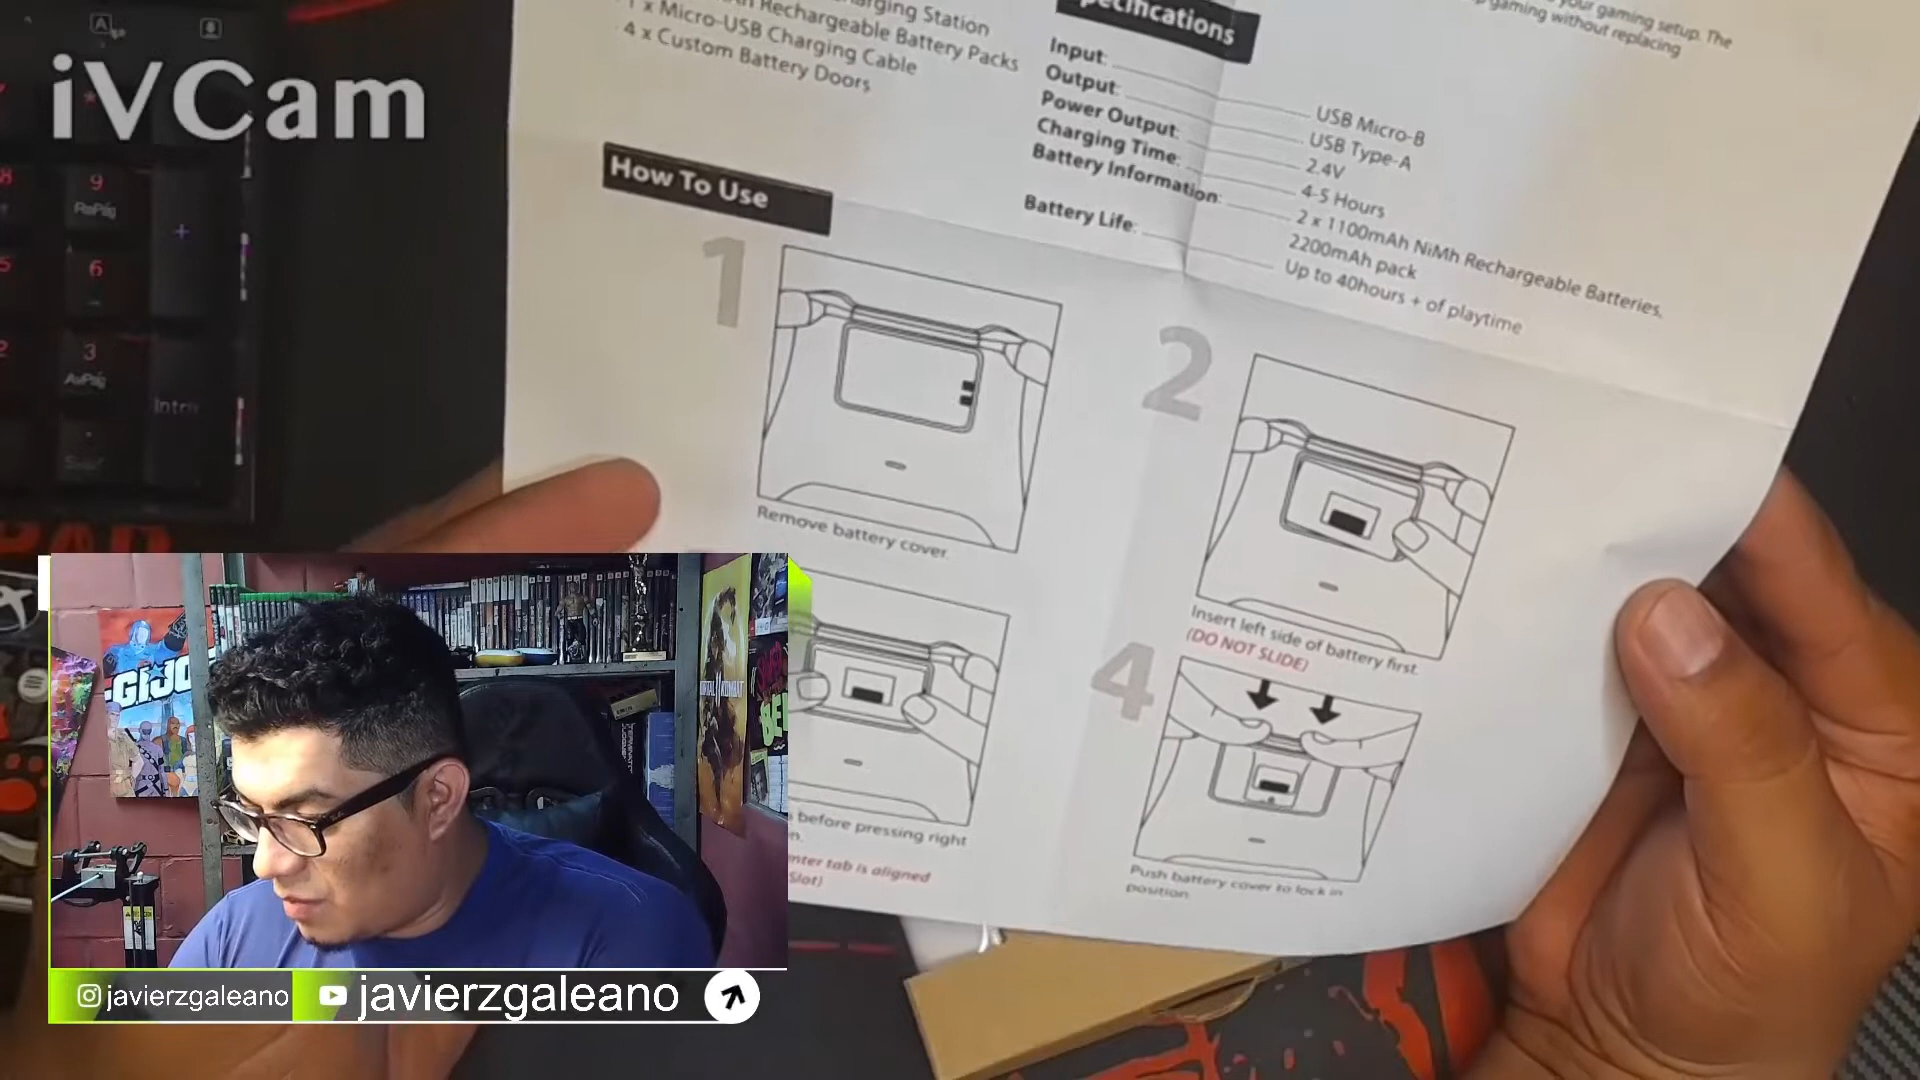 iVCam
Charging Station
Rechargeable Battery Packs
1 x Micro-USB Charging Cable
4 x Custom Battery Doors
your gaming setup. The
gaming without replacing
Specifications
Input: USB Micro-B
Output: USB Type-A
Power Output: 2.4V
Charging Time: 4-5 Hours
Battery Information: 2 x 1100mAh NiMh Rechargeable Batteries.
2200mAh pack
Battery Life: Up to 40hours + of playtime
How To Use
1
Remove battery cover.
2
Insert left side of battery first.
(DO NOT SLIDE)
before pressing right
tab is aligned
Slot)
4
Push battery cover to lock in
position
9
RePág
+
6
3
AvPág
Intro
GIJO
MORTAL KOMBAT
javierzgaleano
javierzgaleano